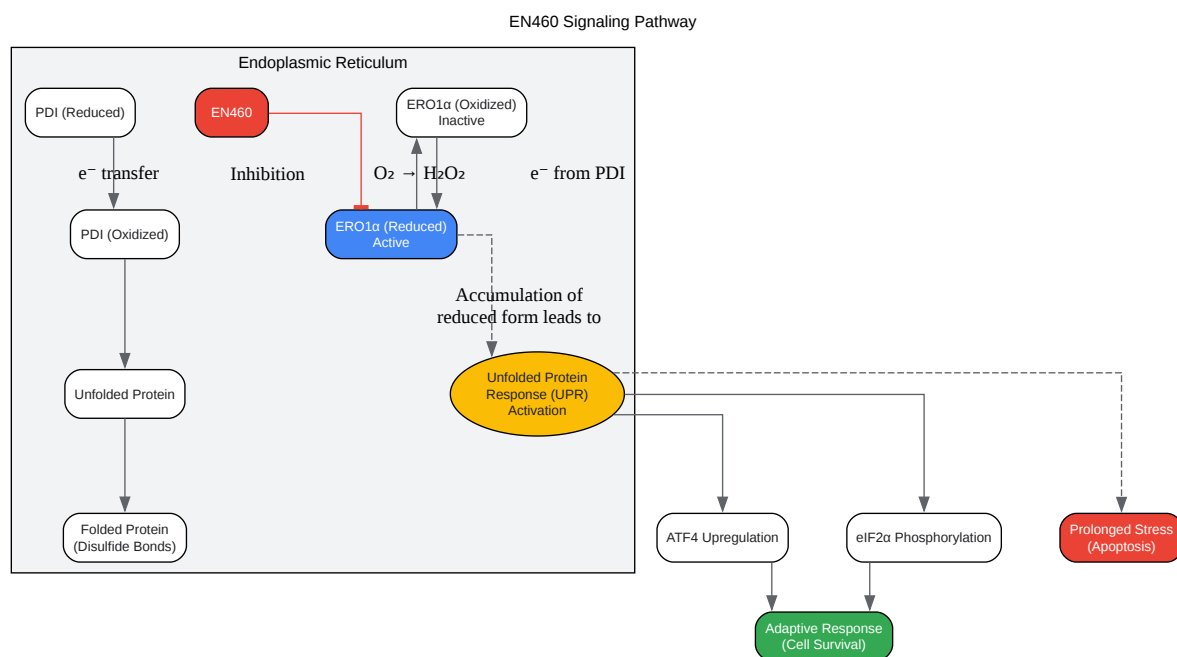 EN460 Signaling Pathway
Endoplasmic Reticulum
PDI (Reduced)
EN460
ERO1α (Oxidized)
Inactive
e⁻ transfer
Inhibition
O₂ → H₂O₂
e⁻ from PDI
PDI (Oxidized)
ERO1α (Reduced)
Active
Accumulation of
reduced form leads to
Unfolded Protein
Unfolded Protein
Response (UPR)
Activation
Folded Protein
(Disulfide Bonds)
ATF4 Upregulation
eIF2α Phosphorylation
Prolonged Stress
(Apoptosis)
Adaptive Response
(Cell Survival)